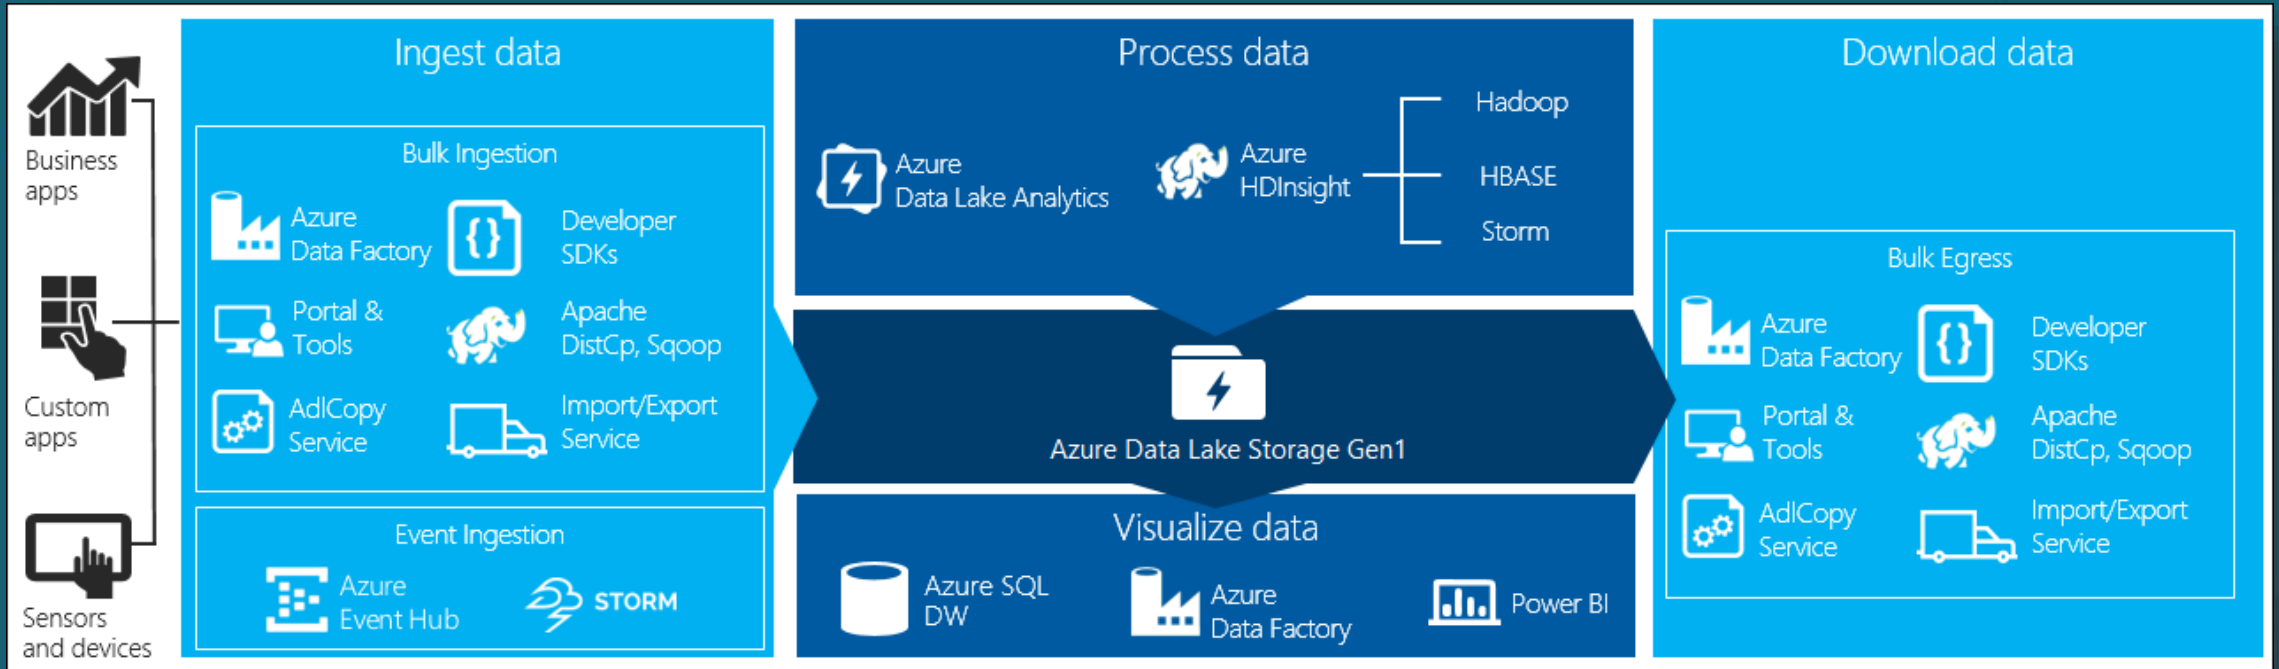 Business
apps
Custom
apps
Sensors
and devices
Ingest data
Bulk Ingestion
Azure
Data Factory
Developer
SDKs
Portal &
Tools
Apache
DistCp, Sqoop
AdlCopy
Service
Import/Export
Service
Event Ingestion
Azure
Event Hub
STORM
Process data
Azure
Data Lake Analytics
Azure
HDInsight
Hadoop
HBASE
Storm
Azure Data Lake Storage Gen1
Visualize data
Azure SQL
DW
Azure
Data Factory
Power BI
Download data
Bulk Egress
Azure
Data Factory
Developer
SDKs
Portal &
Tools
Apache
DistCp, Sqoop
AdlCopy
Service
Import/Export
Service